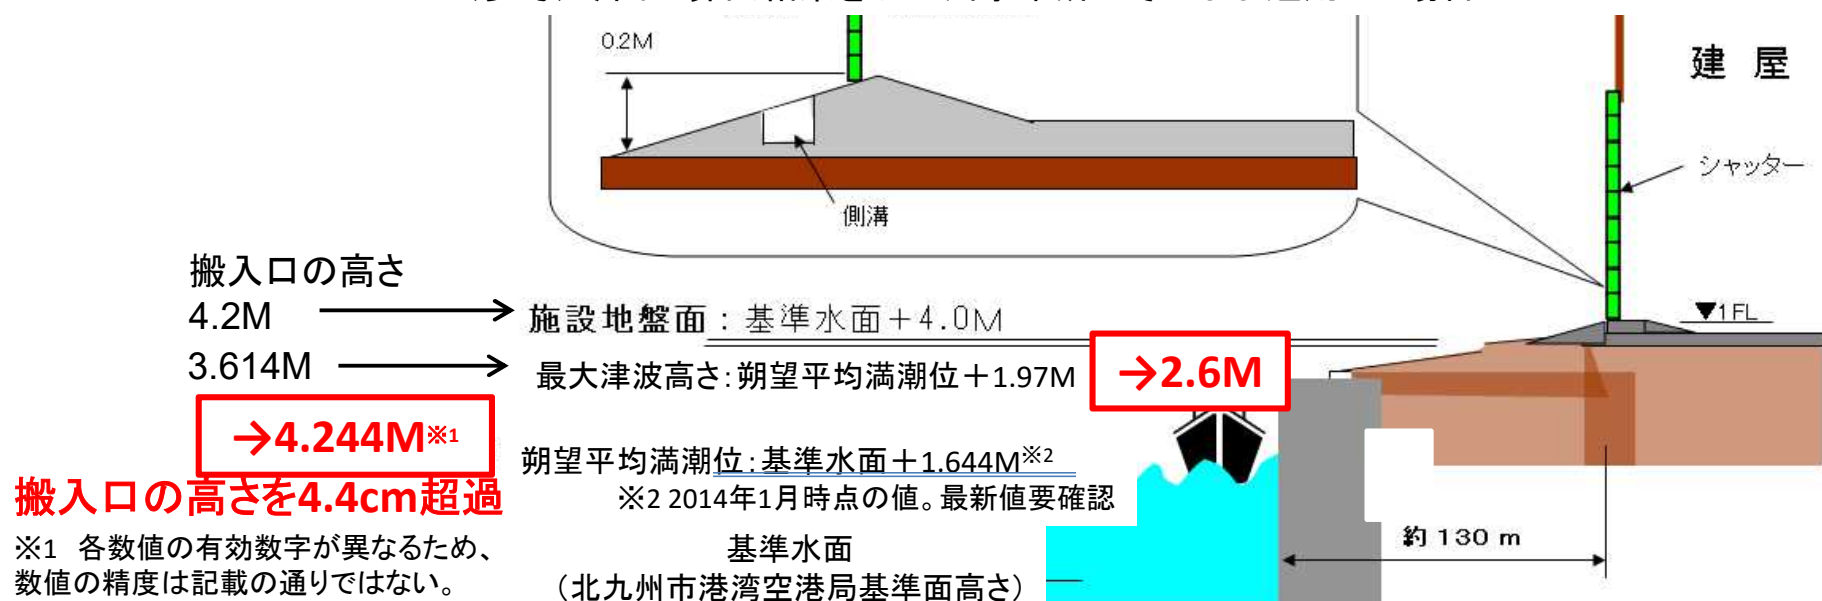 0.2M
建 屋
シャッター
側溝
搬入口の高さ
4.2M
施設地盤面：基準水面＋4.0M
▼1FL
3.614M
最大津波高さ：朔望平均満潮位＋1.97M
→2.6M
→4.244M※1
朔望平均満潮位：基準水面＋1.644M※2
搬入口の高さを4.4cm超過
※2 2014年1月時点の値。最新値要確認
約 130 m
※1 各数値の有効数字が異なるため、
数値の精度は記載の通りではない。
基準水面
（北九州市港湾空港局基準面高さ）